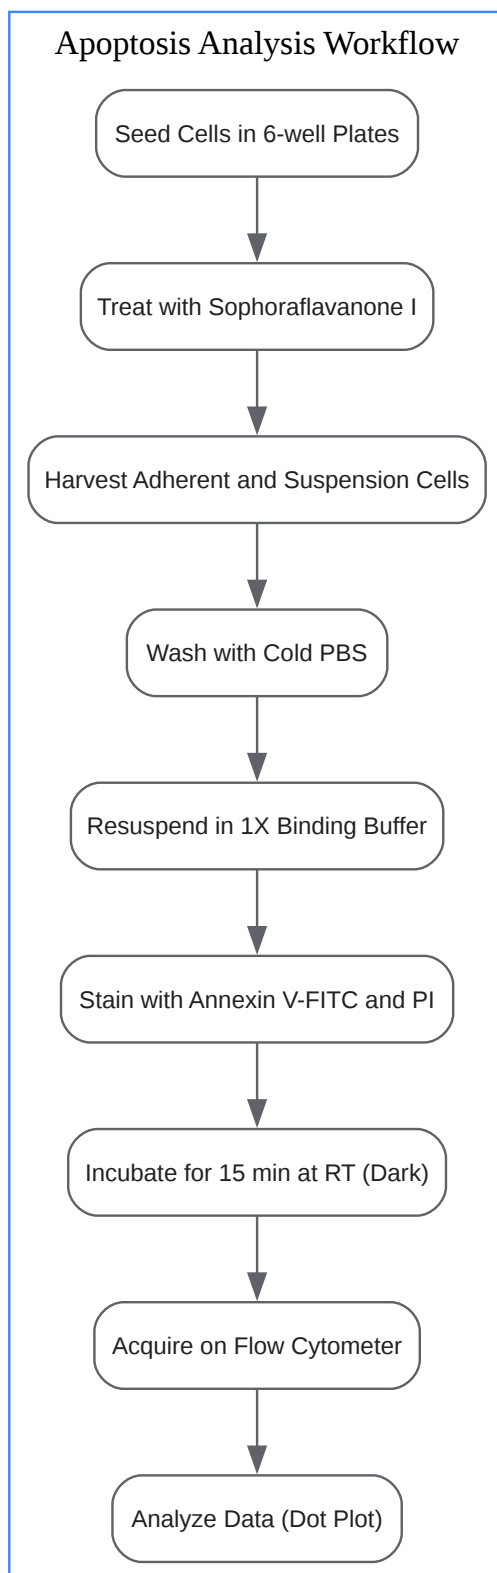 Apoptosis Analysis Workflow
Seed Cells in 6-well Plates
Treat with Sophoraflavanone I
Harvest Adherent and Suspension Cells
Wash with Cold PBS
Resuspend in 1X Binding Buffer
Stain with Annexin V-FITC and PI
Incubate for 15 min at RT (Dark)
Acquire on Flow Cytometer
Analyze Data (Dot Plot)